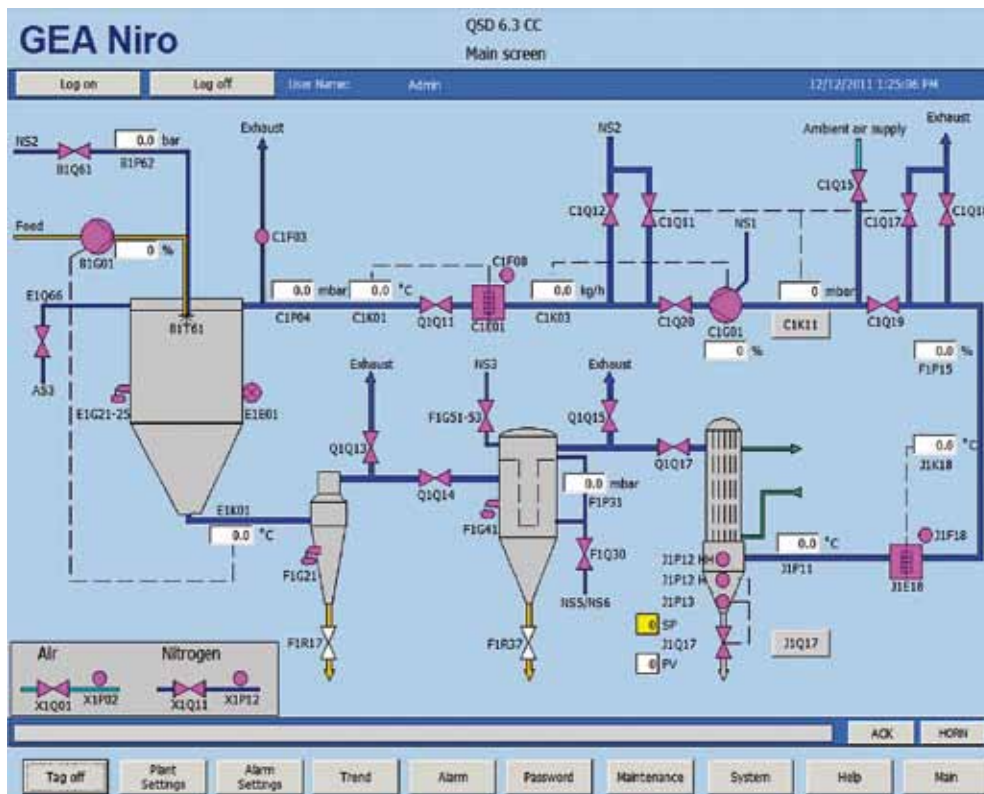 GEA Niro
QSD 6.3 CC
Main screen
Log on
Log off
User Name:
Admin
12/12/2011 1:25:06 PM
NS2
0.0 bar
B1Q61
B1P62
Exhaust
NS2
Ambient air supply
Exhaust
C1Q15
C1Q12
C1Q11
C1Q17
C1Q18
Feed
B1G01
0 %
C1F03
NS1
C1F08
E1Q66
0.0 mbar
0.0 °C
0.0 kg/h
0 mbar
B1T61
C1P04
C1K01
Q1Q11
C1E01
C1K03
C1Q20
C1G01
C1K11
C1Q19
0 %
0.0 %
F1P15
AS3
E1G21-25
E1E01
Exhaust
NS3
Exhaust
F1G51-53
Q1Q15
Q1Q13
Q1Q14
Q1Q17
0.0 °C
J1K18
0.0 mbar
F1P31
E1K01
0.0 °C
F1G41
F1G21
F1Q30
0.0 °C
J1P11
J1F18
J1E18
J1P12 HH
J1P12 H
J1P13
NS5/NS6
0 SP
F1R17
F1R37
J1Q17
J1Q17
0 PV
Air
Nitrogen
X1Q01
X1P02
X1Q11
X1P12
ACK
HORN
Tag off
Plant Settings
Alarm Settings
Trend
Alarm
Password
Maintenance
System
Help
Main